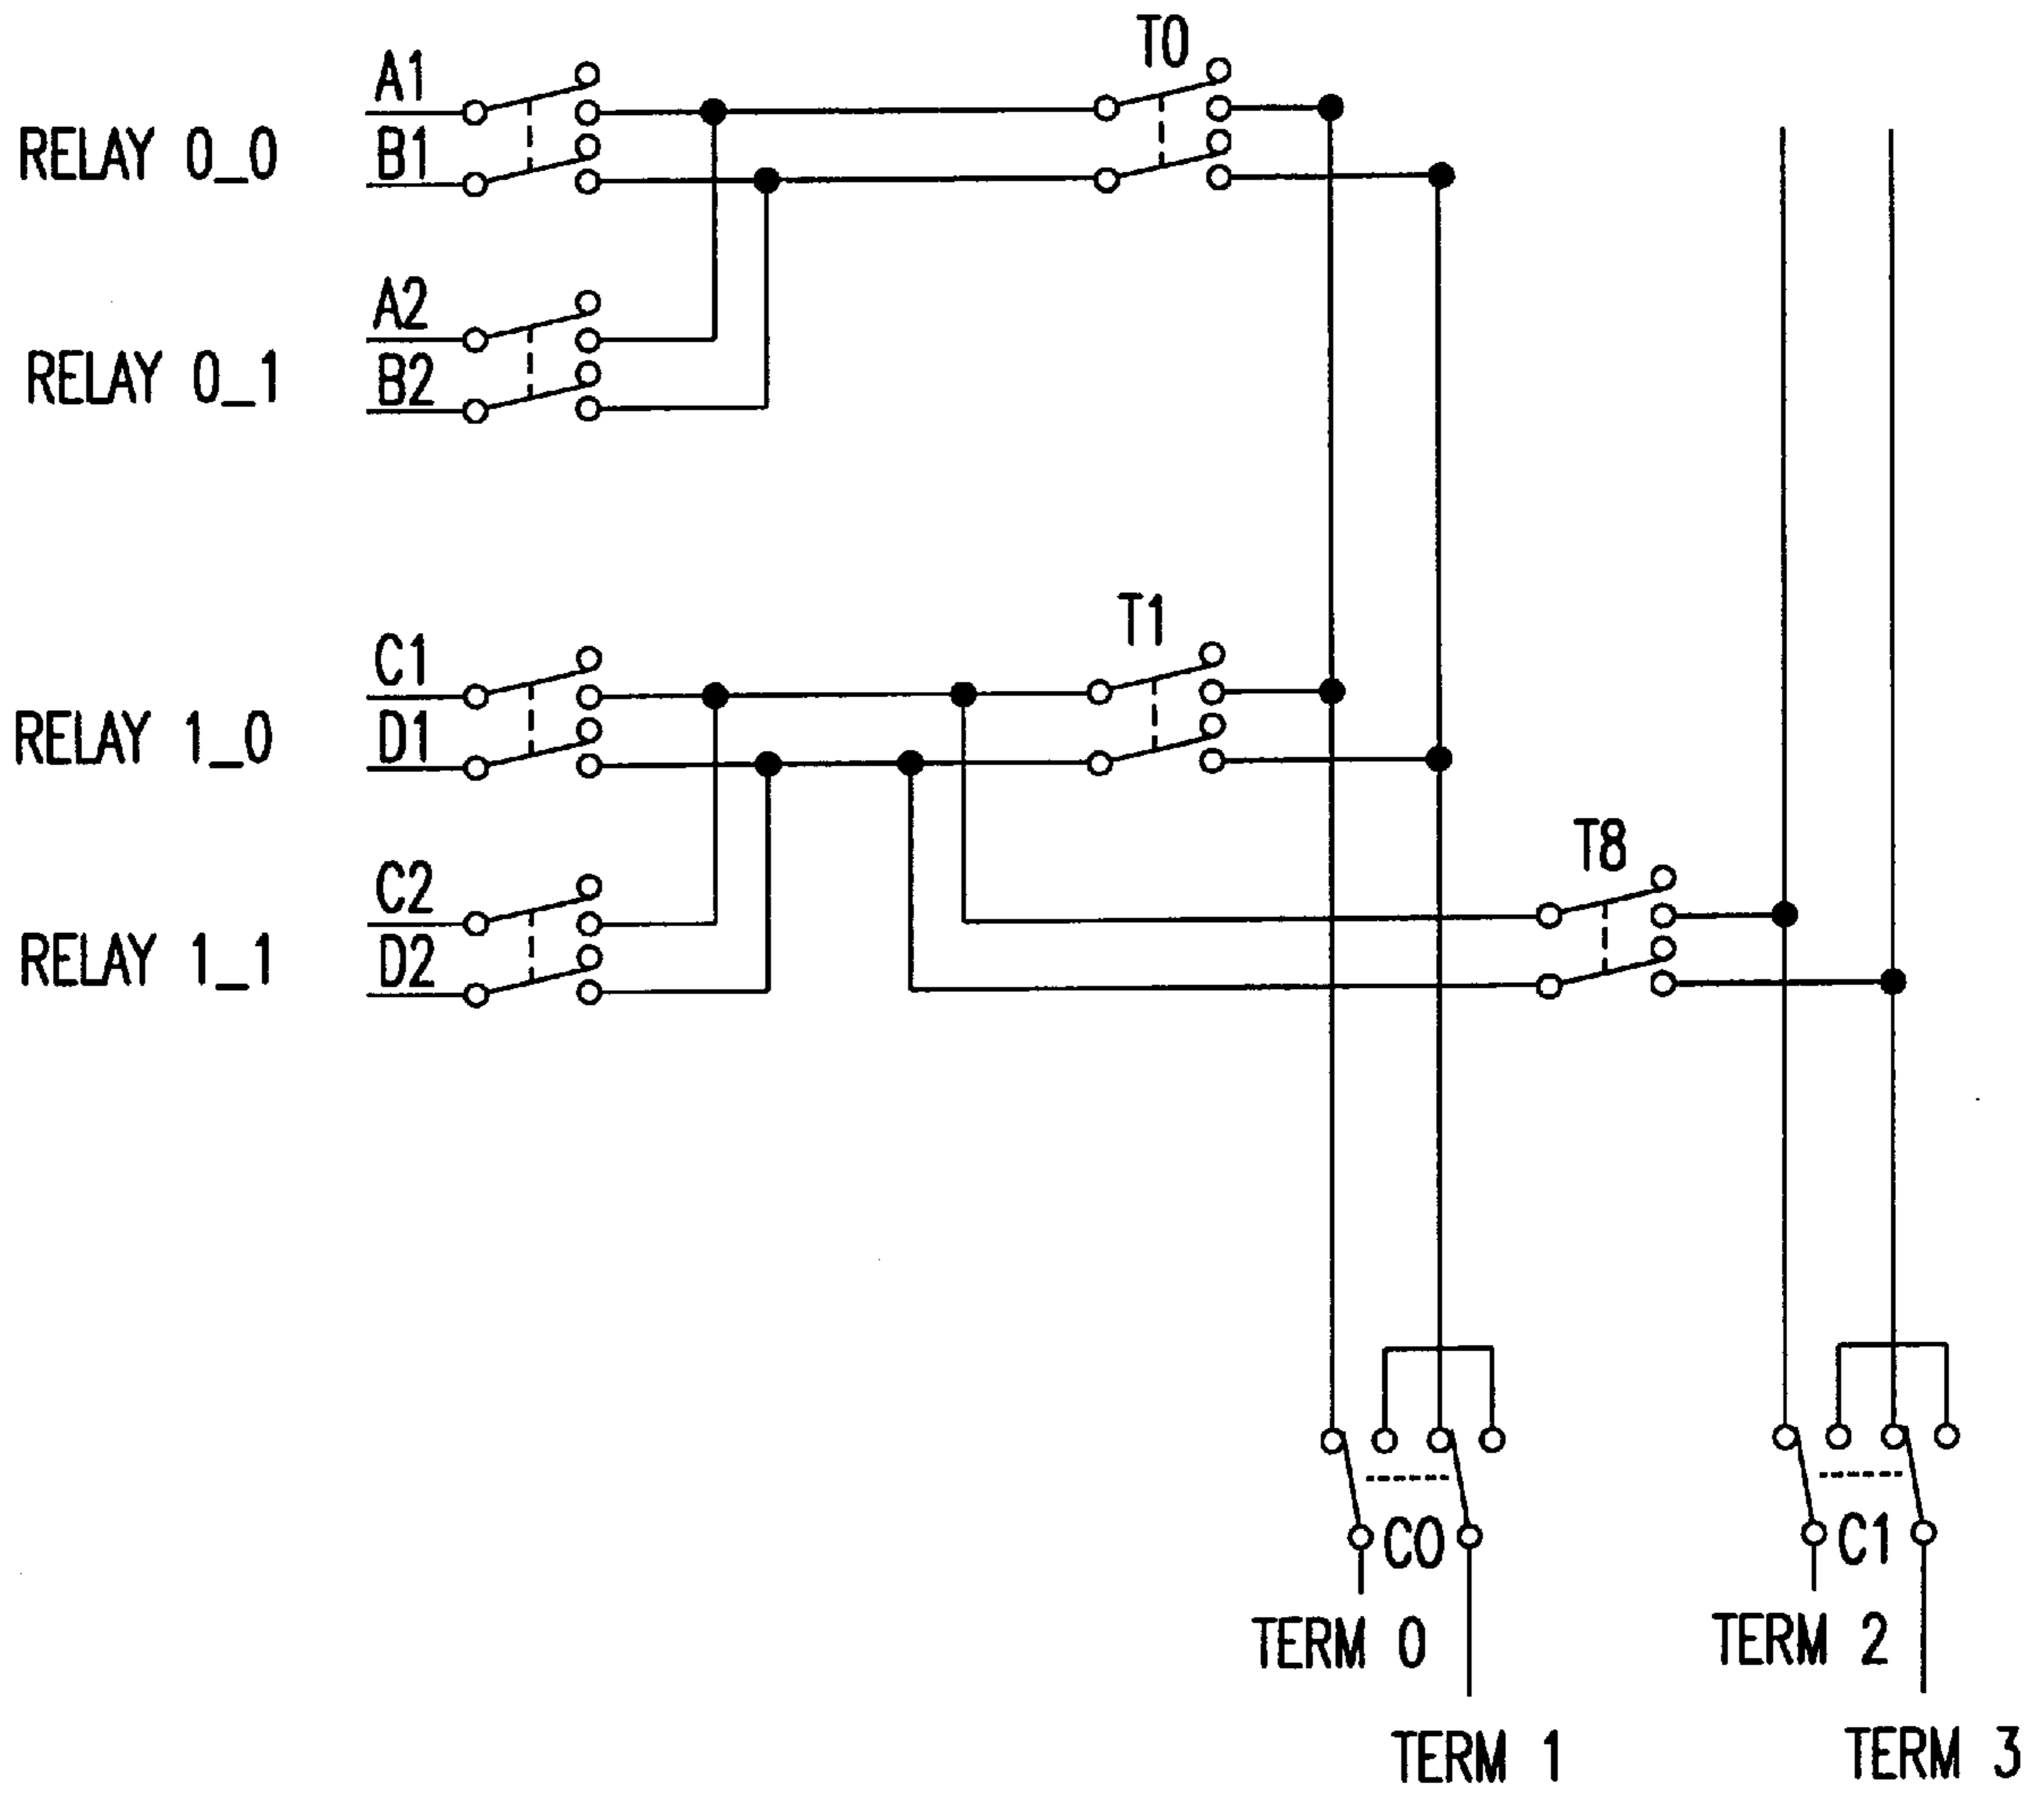 T0
A1
RELAY 0_0
B1
A2
RELAY 0_1
B2
T1
C1
RELAY 1_0
D1
T8
C2
RELAY 1_1
D2
C0
C1
TERM 0
TERM 2
TERM 1
TERM 3